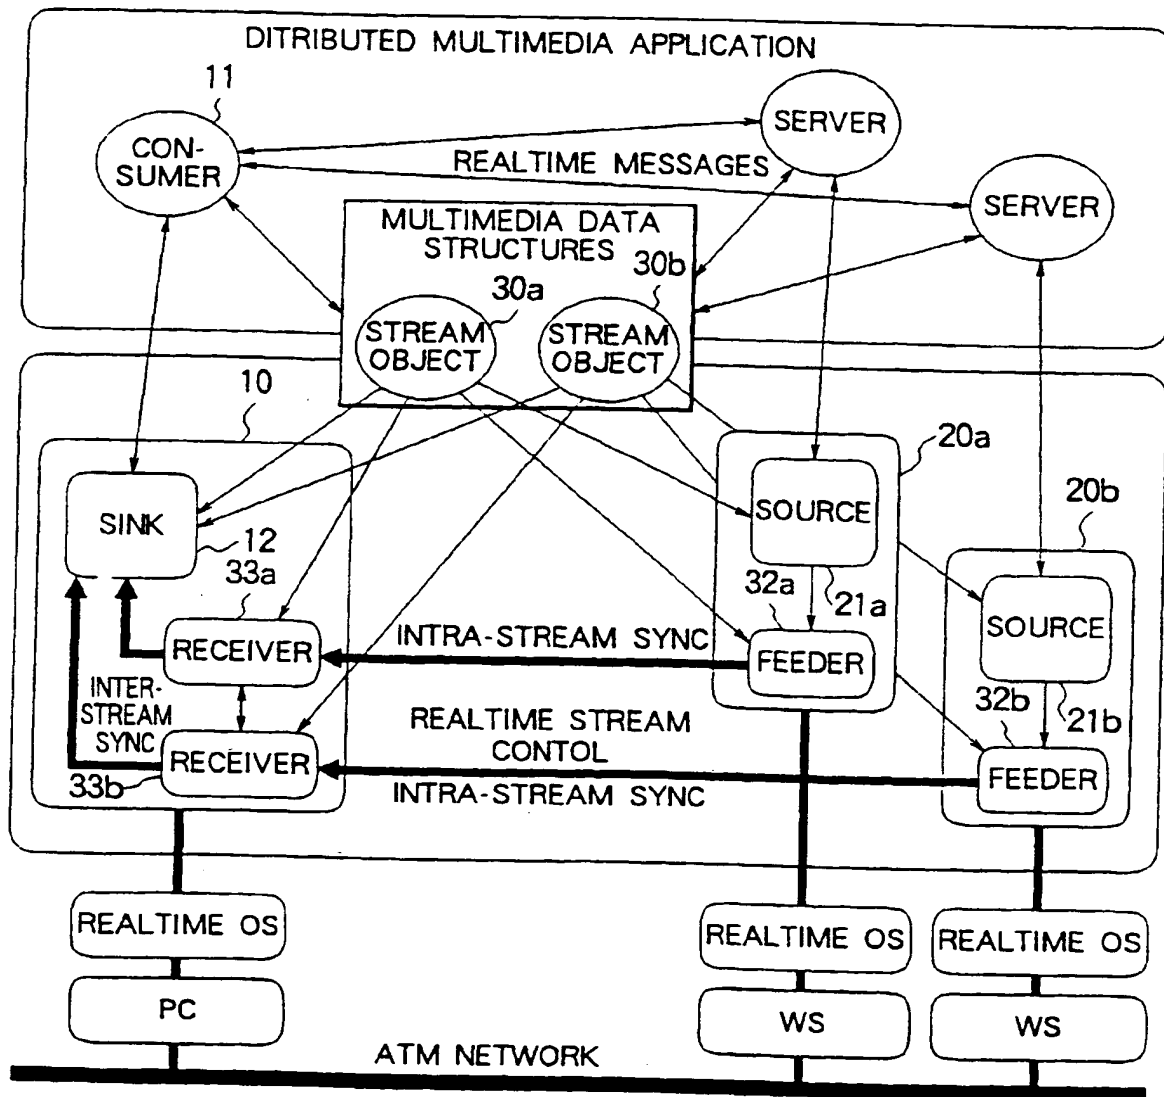 DITRIBUTED MULTIMEDIA APPLICATION
11
CON-
SUMER
SERVER
REALTIME MESSAGES
SERVER
MULTIMEDIA DATA
STRUCTURES
30a
30b
STREAM
OBJECT
STREAM
OBJECT
10
20a
20b
SINK
12
SOURCE
21a
33a
32a
RECEIVER
INTRA-STREAM SYNC
FEEDER
SOURCE
21b
32b
INTER-
STREAM
SYNC
REALTIME STREAM
CONTOL
RECEIVER
33b
INTRA-STREAM SYNC
FEEDER
REALTIME OS
REALTIME OS
REALTIME OS
PC
WS
WS
ATM NETWORK